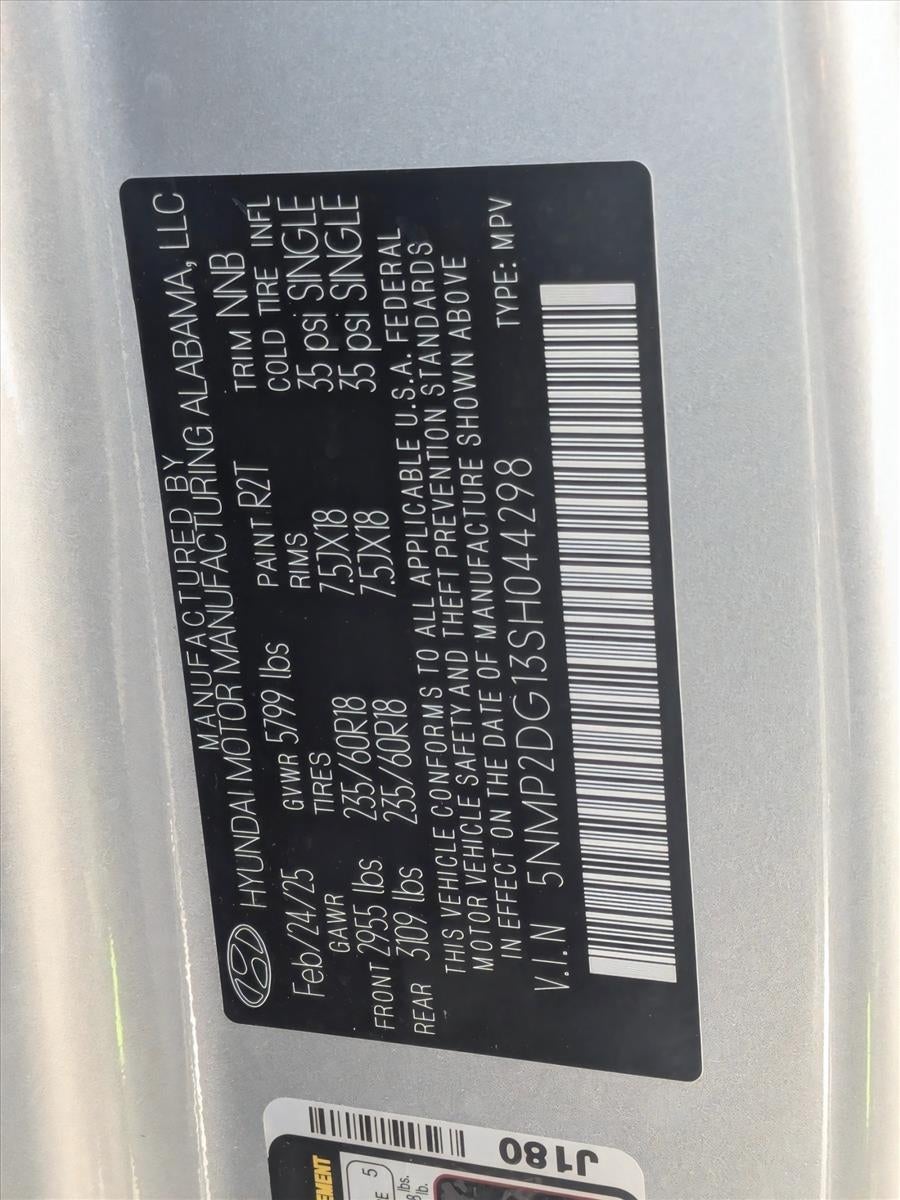 MANUFACTURED BY
HYUNDAI MOTOR MANUFACTURING ALABAMA, LLC
Feb/24/25 GVWR 5799 lbs PAINT R2T TRIM NNB
GAWR TIRES RIMS COLD TIRE INFL
FRONT 2955 lbs 235/60R18 7.5JX18 35 psi SINGLE
REAR 3109 lbs 235/60R18 7.5JX18 35 psi SINGLE
THIS VEHICLE CONFORMS TO ALL APPLICABLE U.S.A. FEDERAL
MOTOR VEHICLE SAFETY AND THEFT PREVENTION STANDARDS
IN EFFECT ON THE DATE OF MANUFACTURE SHOWN ABOVE
V.I.N 5NMP2DG13SH044298 TYPE: MPV
J180
5
lbs.
lb.